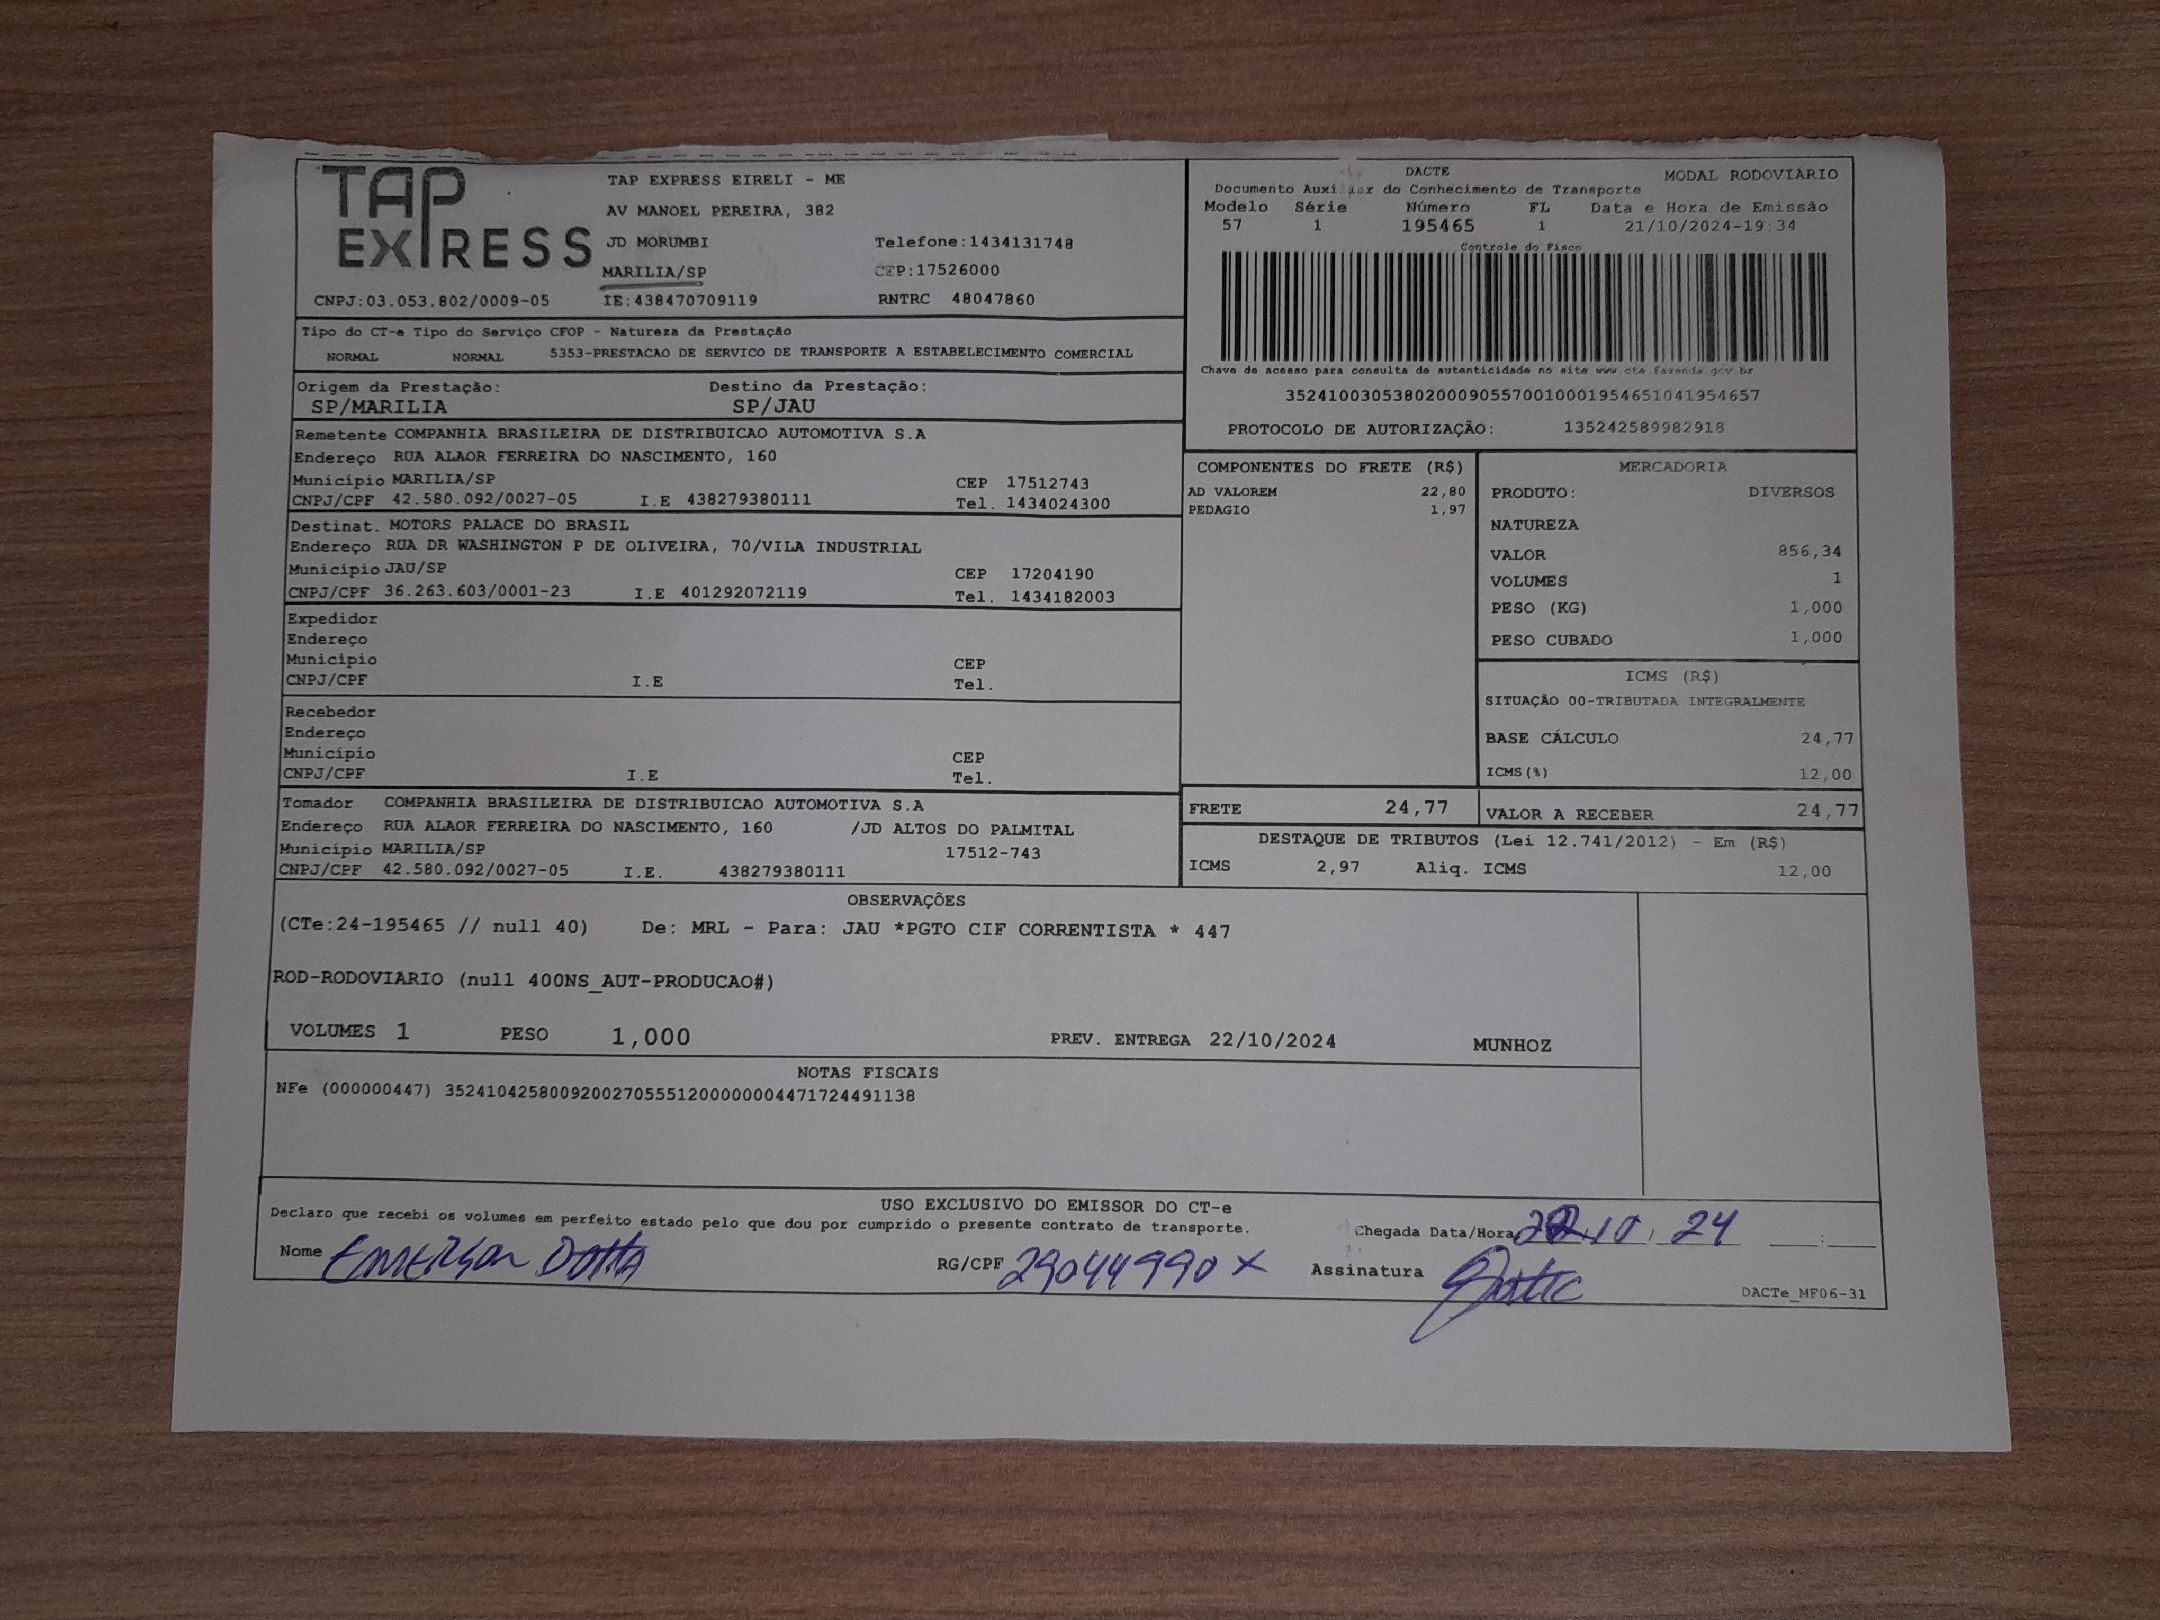 TAP EXPRESS
TAP EXPRESS EIRELI - ME
AV MANOEL PEREIRA, 382
JD MORUMBI Telefone:1434131748
MARILIA/SP CEP:17526000
CNPJ:03.053.802/0009-05 IE:438470709119 RNTRC 48047860
DACTE MODAL RODOVIÁRIO
Documento Auxiliar do Conhecimento de Transporte
Modelo Série Número FL Data e Hora de Emissão
57 1 195465 1 21/10/2024-19:34
Controle do Fisco
Chave de acesso para consulta de autenticidade no site www.cte.fazenda.gov.br
35241003053802000905570010001954651041954657
PROTOCOLO DE AUTORIZAÇÃO: 135242589982918
Tipo do CT-e Tipo do Serviço CFOP - Natureza da Prestação
NORMAL NORMAL 5353-PRESTACAO DE SERVICO DE TRANSPORTE A ESTABELECIMENTO COMERCIAL
Origem da Prestação: Destino da Prestação:
SP/MARILIA SP/JAU
Remetente COMPANHIA BRASILEIRA DE DISTRIBUICAO AUTOMOTIVA S.A
Endereço RUA ALAOR FERREIRA DO NASCIMENTO, 160
Município MARILIA/SP CEP 17512743
CNPJ/CPF 42.580.092/0027-05 I.E 438279380111 Tel. 1434024300
Destinat. MOTORS PALACE DO BRASIL
Endereço RUA DR WASHINGTON P DE OLIVEIRA, 70/VILA INDUSTRIAL
Município JAU/SP CEP 17204190
CNPJ/CPF 36.263.603/0001-23 I.E 401292072119 Tel. 1434182003
Expedidor
Endereço
Município CEP
CNPJ/CPF I.E Tel.
Recebedor
Endereço
Município CEP
CNPJ/CPF I.E Tel.
Tomador COMPANHIA BRASILEIRA DE DISTRIBUICAO AUTOMOTIVA S.A
Endereço RUA ALAOR FERREIRA DO NASCIMENTO, 160 /JD ALTOS DO PALMITAL
Município MARILIA/SP 17512-743
CNPJ/CPF 42.580.092/0027-05 I.E. 438279380111
COMPONENTES DO FRETE (R$)
AD VALOREM 22,80
PEDAGIO 1,97
MERCADORIA
PRODUTO: DIVERSOS
NATUREZA
VALOR 856,34
VOLUMES 1
PESO (KG) 1,000
PESO CUBADO 1,000
ICMS (R$)
SITUAÇÃO 00-TRIBUTADA INTEGRALMENTE
BASE CÁLCULO 24,77
ICMS(%) 12,00
FRETE 24,77 VALOR A RECEBER 24,77
DESTAQUE DE TRIBUTOS (Lei 12.741/2012) - Em (R$)
ICMS 2,97 Aliq. ICMS 12,00
OBSERVAÇÕES
(CTe:24-195465 // null 40) De: MRL - Para: JAU *PGTO CIF CORRENTISTA * 447
ROD-RODOVIARIO (null 400NS_AUT-PRODUCAO#)
VOLUMES 1 PESO 1,000 PREV. ENTREGA 22/10/2024 MUNHOZ
NOTAS FISCAIS
NFe (000000447) 35241042580092002705551200000004471724491138
USO EXCLUSIVO DO EMISSOR DO CT-e
Declaro que recebi os volumes em perfeito estado pelo que dou por cumprido o presente contrato de transporte.
Chegada Data/Hora 22/10/24 __:__
Nome EMERSON DOTTA RG/CPF 29044990X Assinatura
DACTe_MF06-31